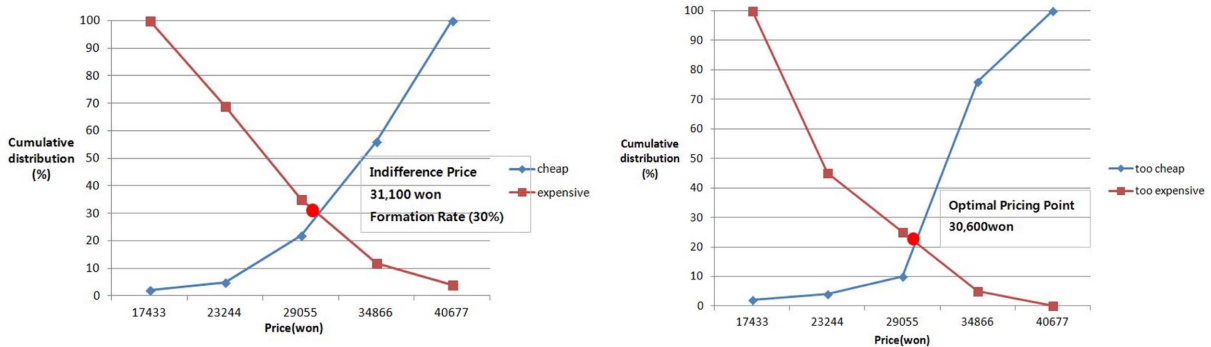 100
90
80
70
60
50
40
30
20
10
0
Cumulative
distribution
(%)
17433 23244 29055 34866 40677
Price(won)
Indifference Price
31,100 won
Formation Rate (30%)
cheap
expensive
100
90
80
70
60
50
40
30
20
10
0
Cumulative
distribution
(%)
17433 23244 29055 34866 40677
Price(won)
Optimal Pricing Point
30,600won
too cheap
too expensive